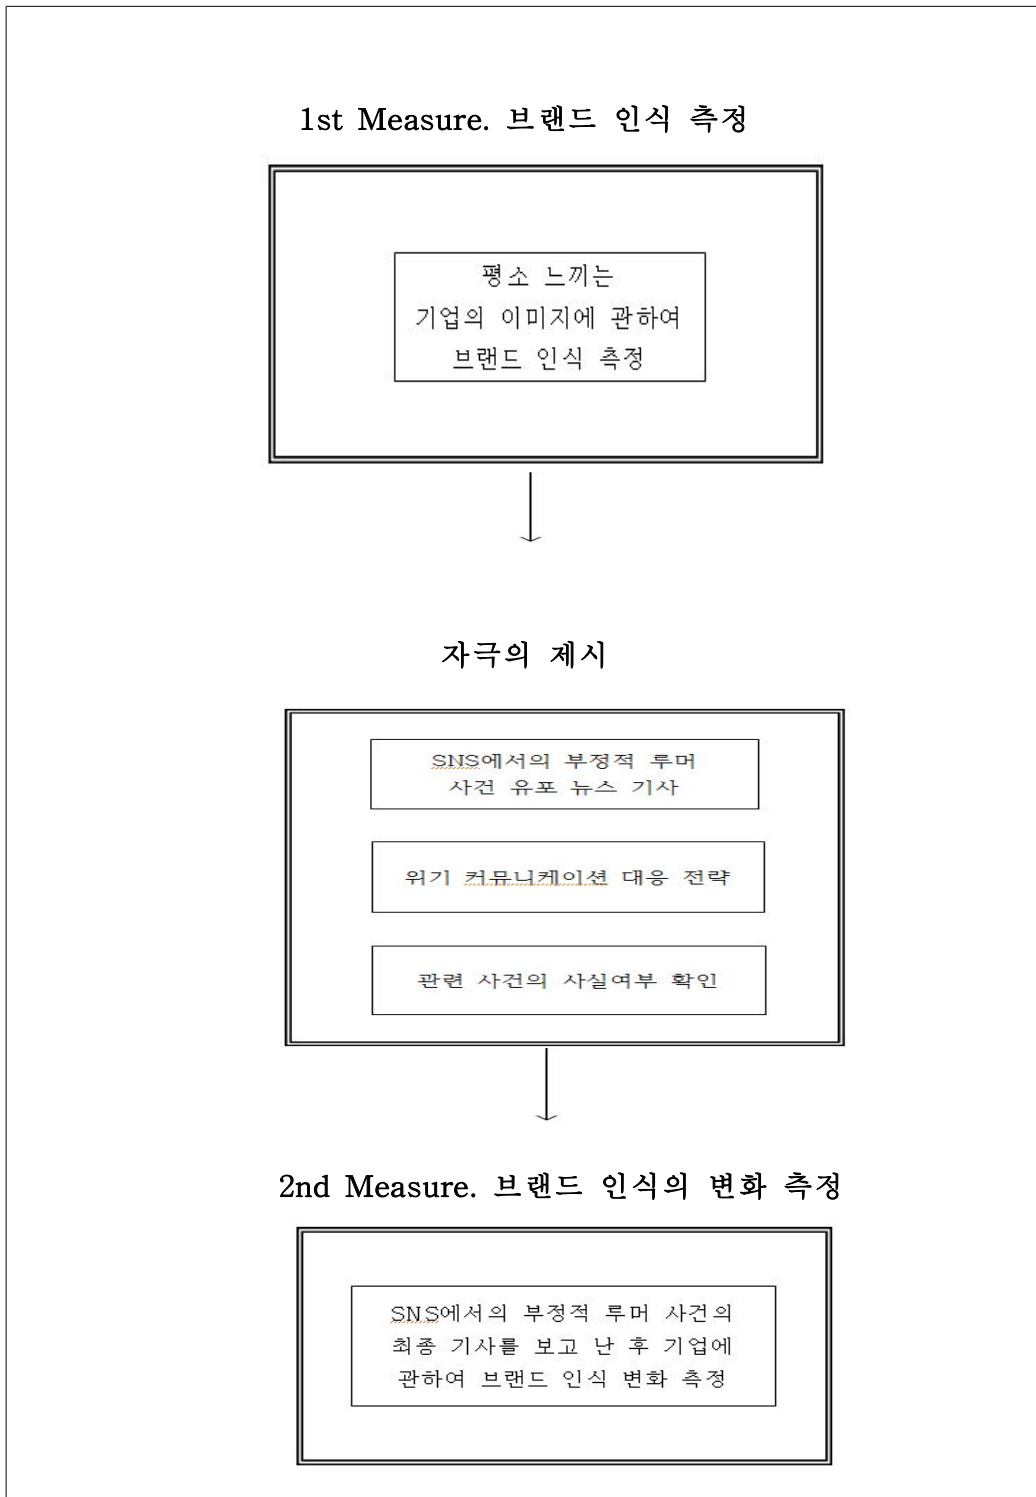 1st Measure. 브랜드 인식 측정
평소 느끼는
기업의 이미지에 관하여
브랜드 인식 측정
자극의 제시
SNS에서의 부정적 루머
사건 유포 뉴스 기사
위기 커뮤니케이션 대응 전략
관련 사건의 사실여부 확인
2nd Measure. 브랜드 인식의 변화 측정
SNS에서의 부정적 루머 사건의
최종 기사를 보고 난 후 기업에
관하여 브랜드 인식 변화 측정